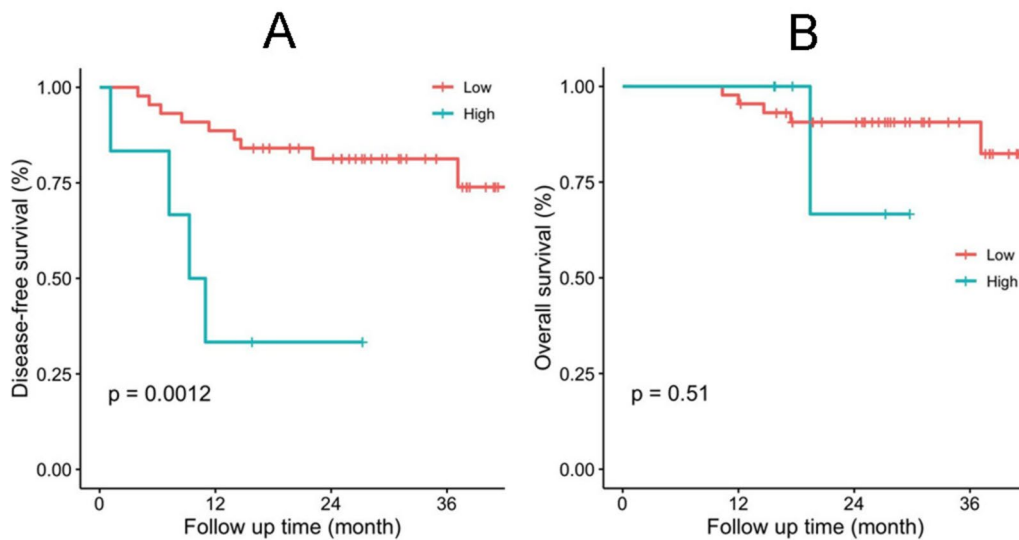 A
Disease-free survival (%)
1.00
0.75
0.50
0.25
0.00
Low
High
p = 0.0012
0
12
24
36
Follow up time (month)
B
Overall survival (%)
1.00
0.75
0.50
0.25
0.00
Low
High
p = 0.51
0
12
24
36
Follow up time (month)